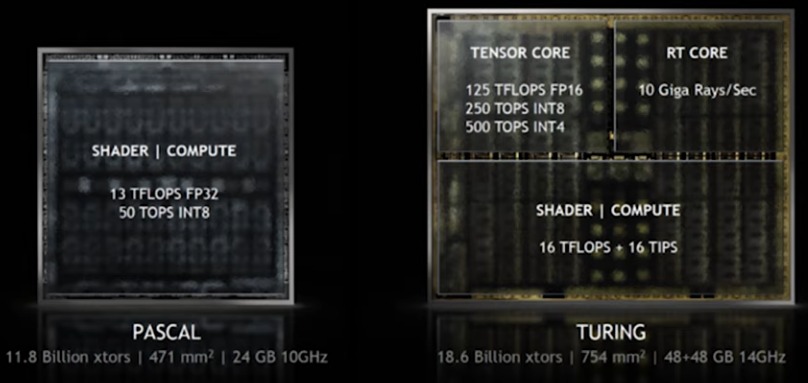 SHADER | COMPUTE
13 TFLOPS FP32
50 TOPS INT8
PASCAL
11.8 Billion xtors | 471 mm² | 24 GB 10GHz
TENSOR CORE
125 TFLOPS FP16
250 TOPS INT8
500 TOPS INT4
RT CORE
10 Giga Rays/Sec
SHADER | COMPUTE
16 TFLOPS + 16 TIPS
TURING
18.6 Billion xtors | 754 mm² | 48+48 GB 14GHz